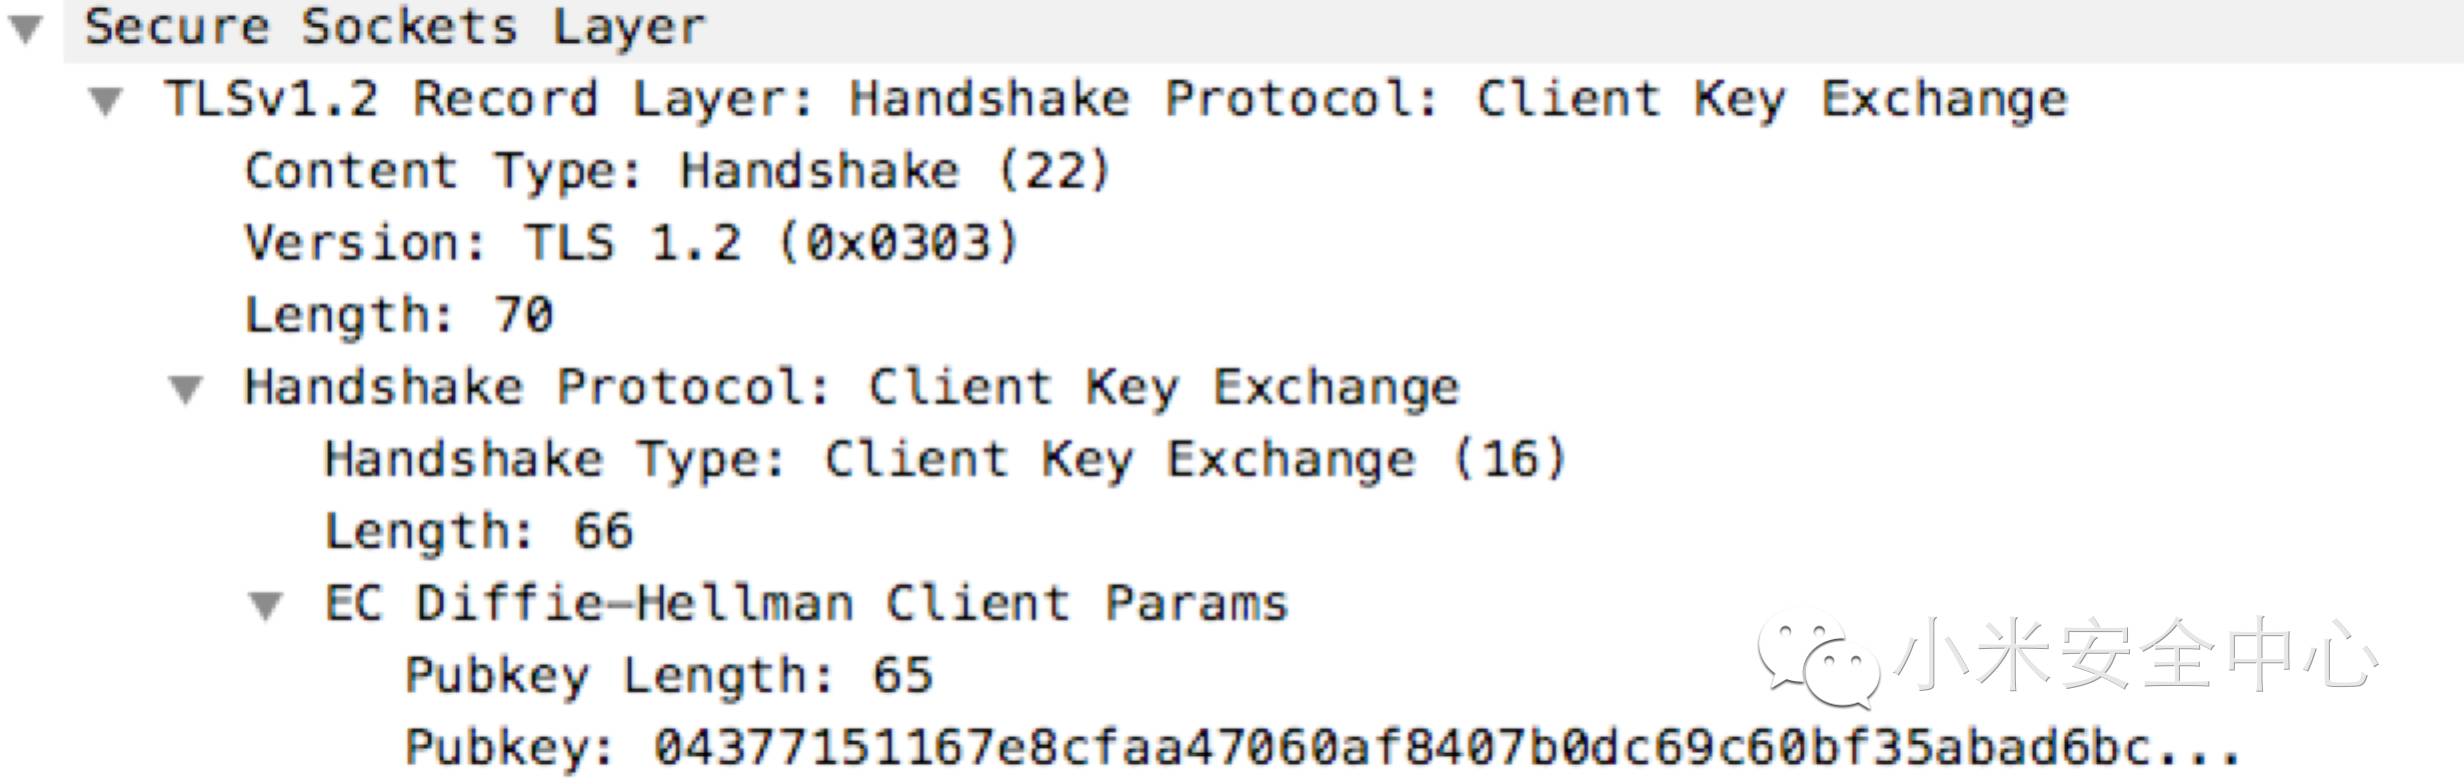 Secure Sockets Layer
TLSv1.2 Record Layer: Handshake Protocol: Client Key Exchange
Content Type: Handshake (22)
Version: TLS 1.2 (0x0303)
Length: 70
Handshake Protocol: Client Key Exchange
Handshake Type: Client Key Exchange (16)
Length: 66
EC Diffie-Hellman Client Params
Pubkey Length: 65
Pubkey: 04377151167e8cfaa47060af8407b0dc69c60bf35abad6bc...
小米安全中心